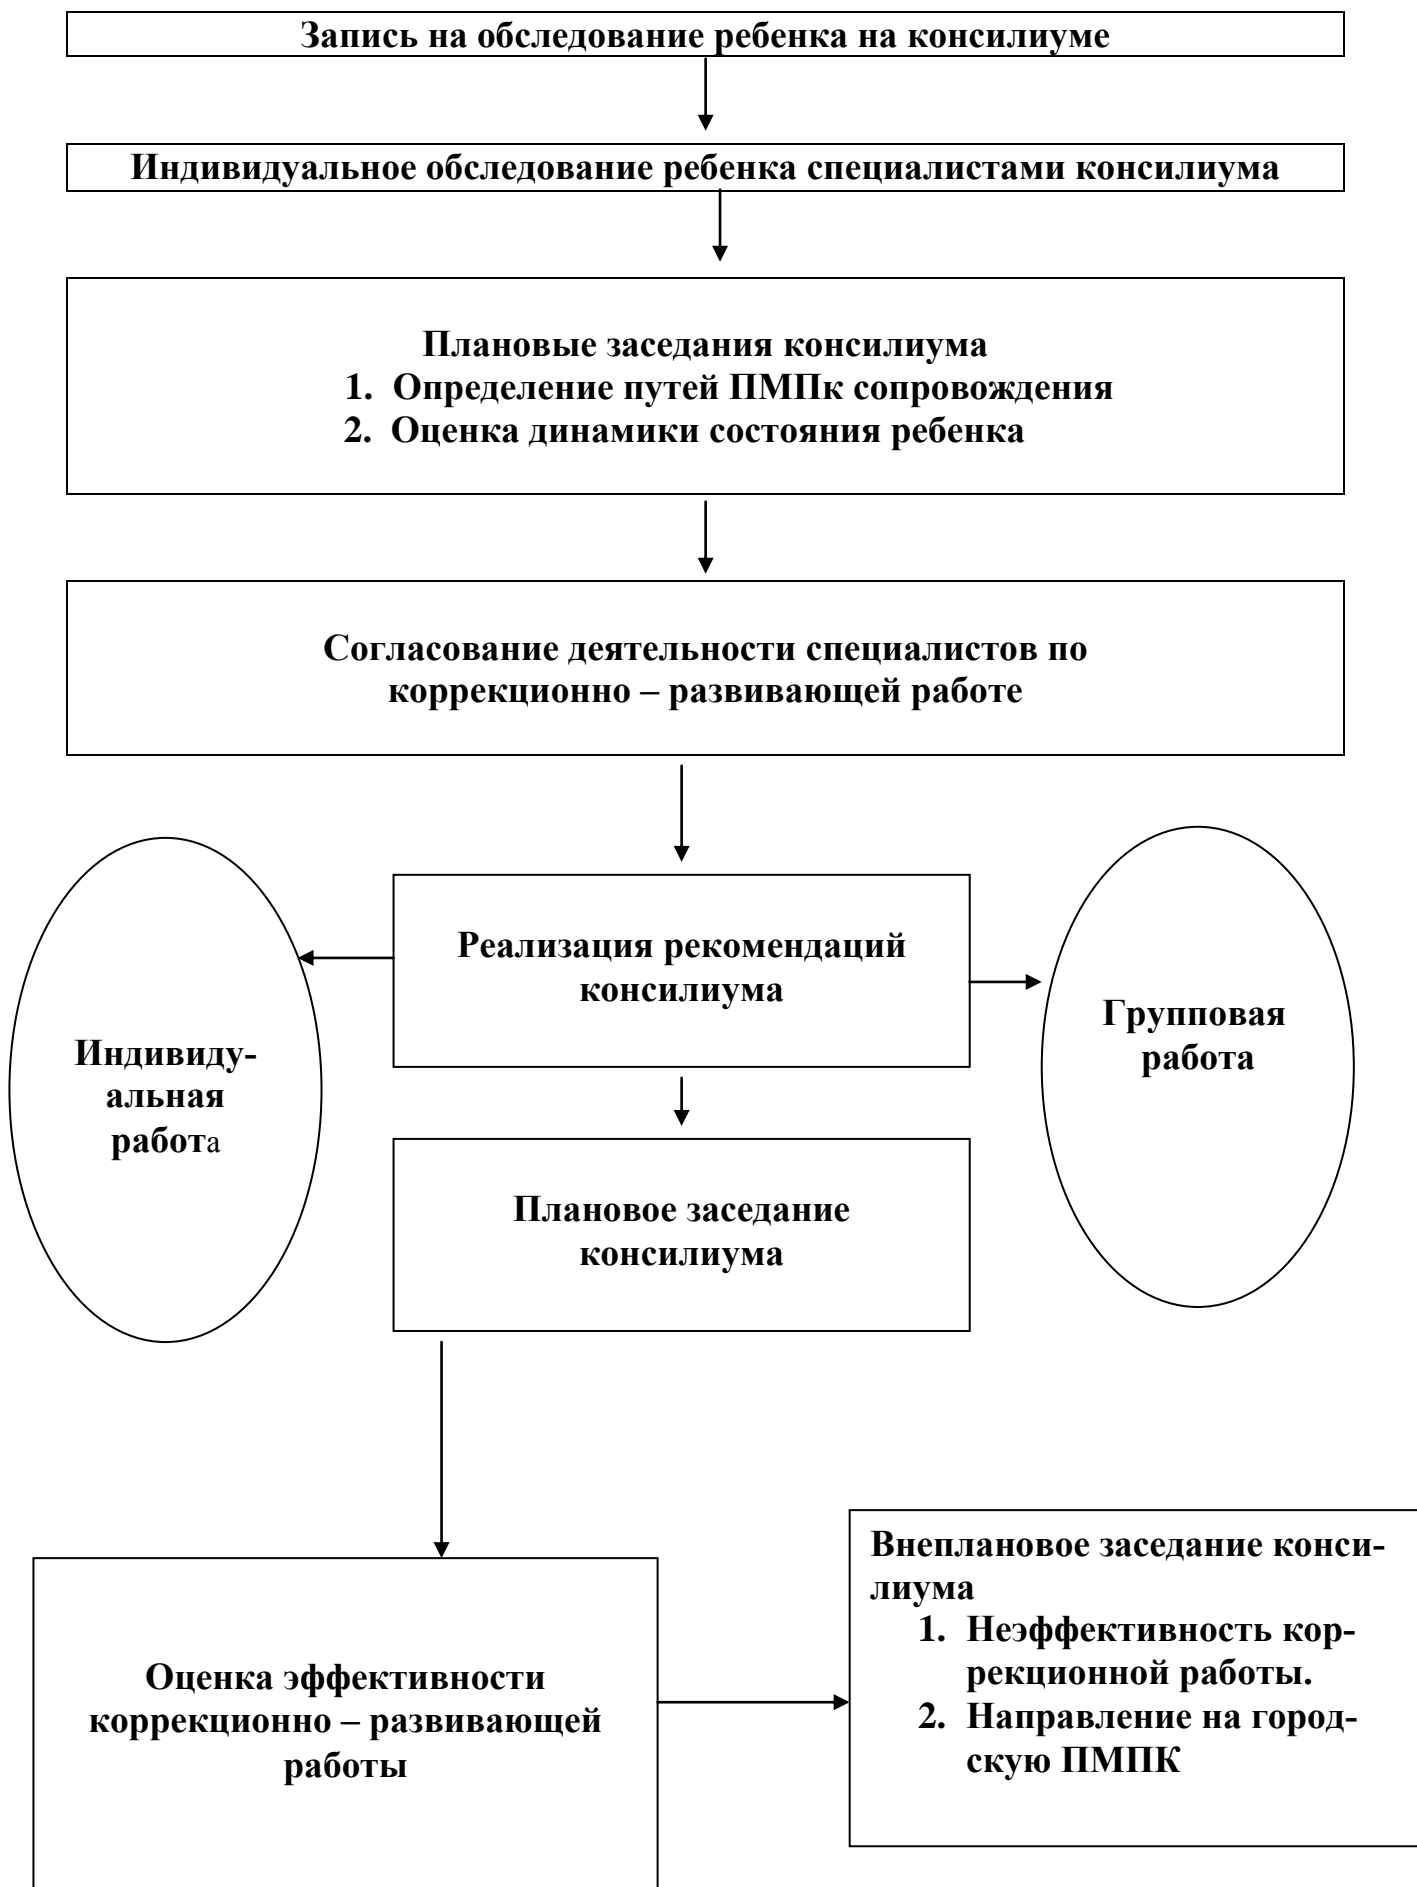 Запись на обследование ребенка на консилиуме
Индивидуальное обследование ребенка специалистами консилиума
Плановые заседания консилиума
1. Определение путей ПМПк сопровождения
2. Оценка динамики состояния ребенка
Согласование деятельности специалистов по
коррекционно – развивающей работе
Реализация рекомендаций
консилиума
Индивиду-
альная
работа
Групповая
работа
Плановое заседание
консилиума
Оценка эффективности
коррекционно – развивающей
работы
Внеплановое заседание конси-
лиума
1. Неэффективность кор-
рекционной работы.
2. Направление на город-
скую ПМПК